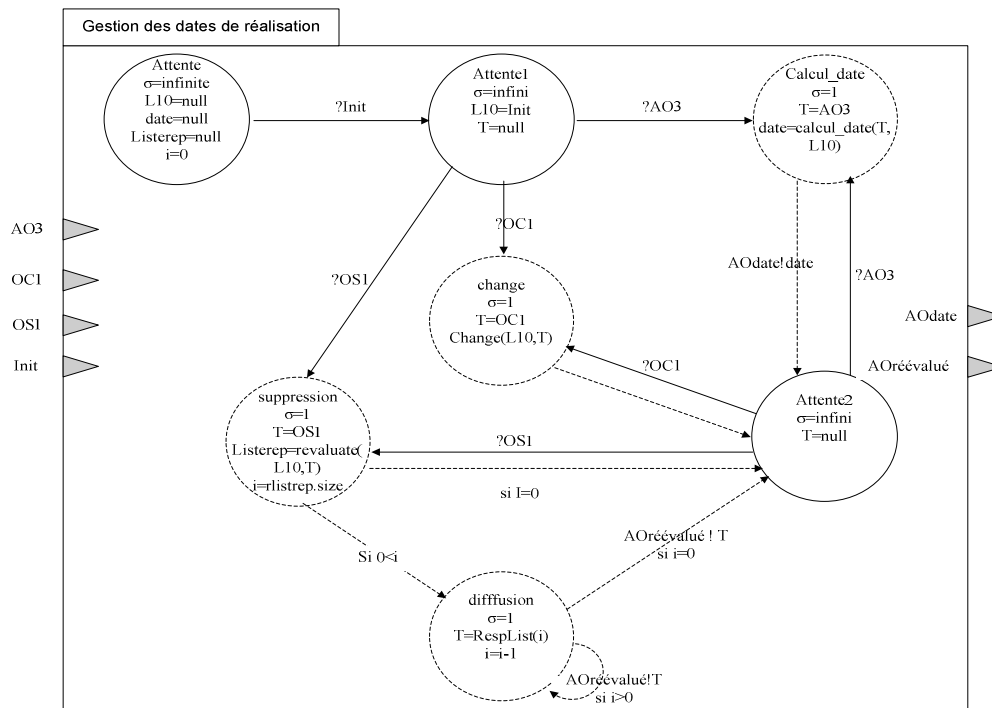 Gestion des dates de réalisation
Attente
σ=infinite
L10=null
date=null
Listerep=null
i=0
?Init
Attente1
σ=infini
L10=Init
T=null
?AO3
Calcul_date
σ=1
T=AO3
date=calcul_date(T,
L10)
AO3
OC1
OS1
Init
?OS1
?OC1
change
σ=1
T=OC1
Change(L10,T)
AOdate!date
?AO3
AOdate
AOréévalué
?OC1
Attente2
σ=infini
T=null
suppression
σ=1
T=OS1
Listerep=revaluate(
L10,T)
i=rlistrep.size
?OS1
si I=0
Si 0<i
AOréévalué ! T
si i=0
difffusion
σ=1
T=RespList(i)
i=i-1
AOréévalué!T
si i>0